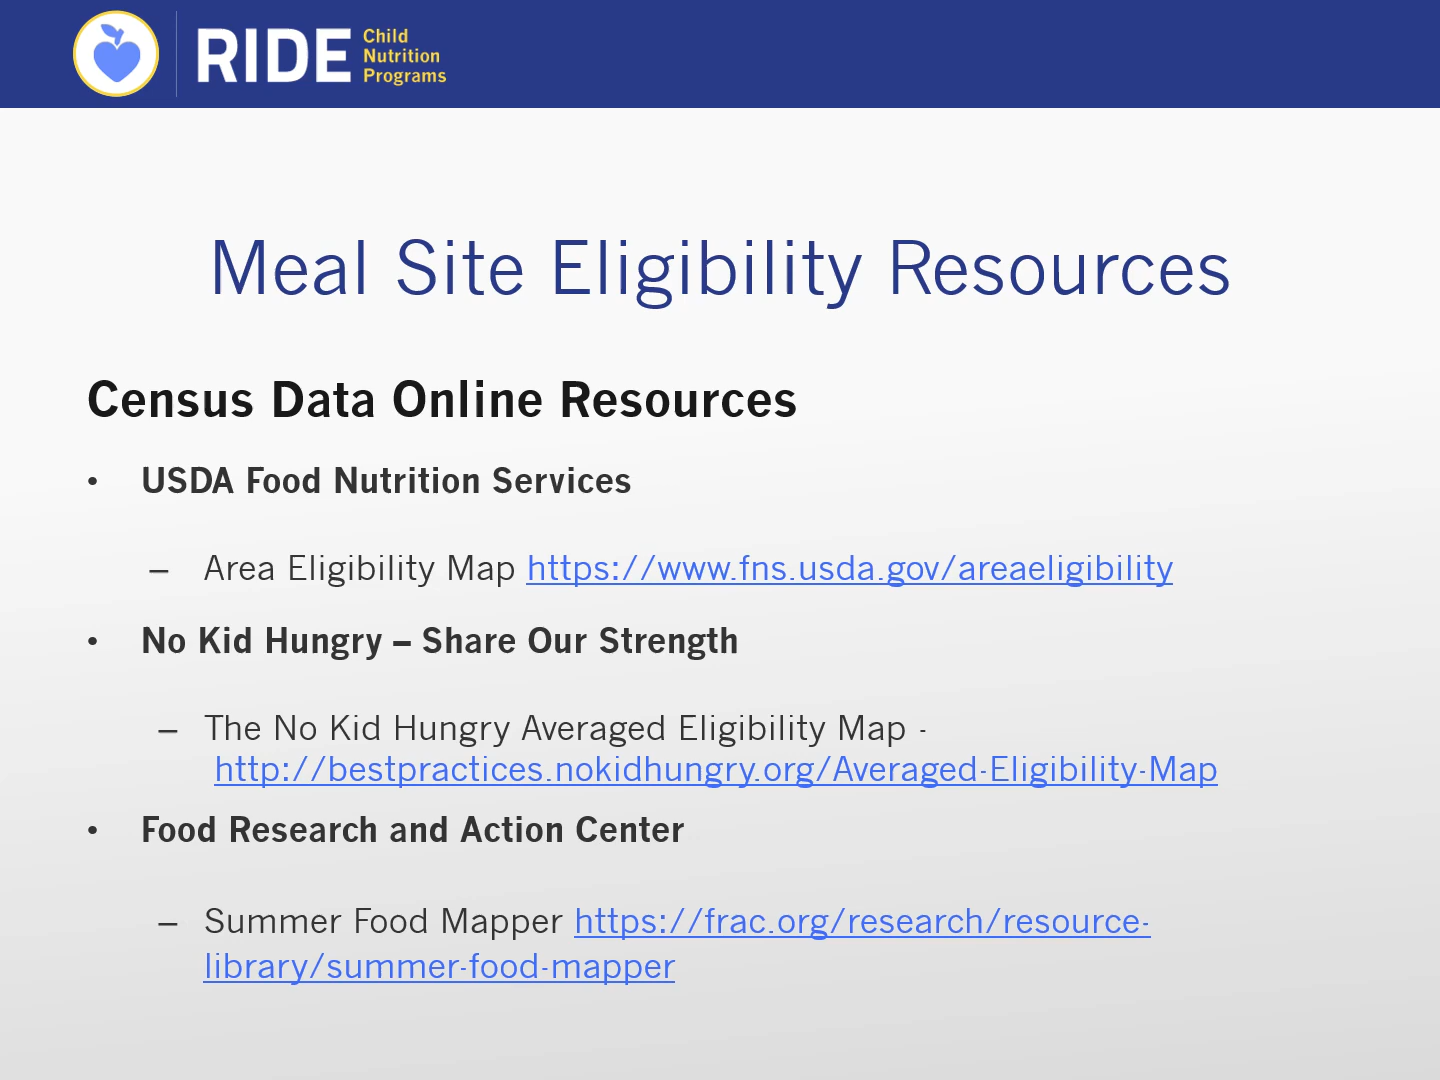 RIDE
Child
Nutrition
Programs
Meal Site Eligibility Resources
Census Data Online Resources
• USDA Food Nutrition Services
– Area Eligibility Map https://www.fns.usda.gov/areaeligibility
• No Kid Hungry – Share Our Strength
– The No Kid Hungry Averaged Eligibility Map -
http://bestpractices.nokidhungry.org/Averaged-Eligibility-Map
• Food Research and Action Center
– Summer Food Mapper https://frac.org/research/resource-
library/summer-food-mapper